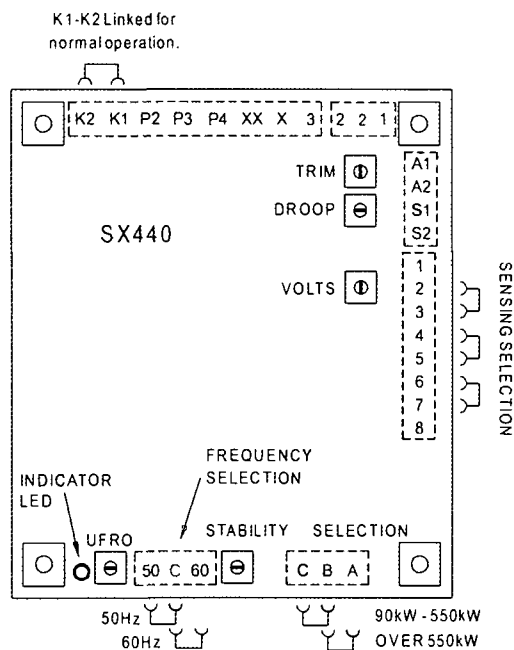 K1-K2 Linked for
normal operation.
K2 K1 P2 P3 P4 XX X 3 2 2 1
TRIM
A1
A2
DROOP
S1
S2
SX440
VOLTS
1
2
3
4
5
6
7
8
SENSING SELECTION
FREQUENCY
SELECTION
INDICATOR
LED
UFRO
STABILITY SELECTION
50 C 60
C B A
50Hz
60Hz
90kW - 550kW
OVER 550kW